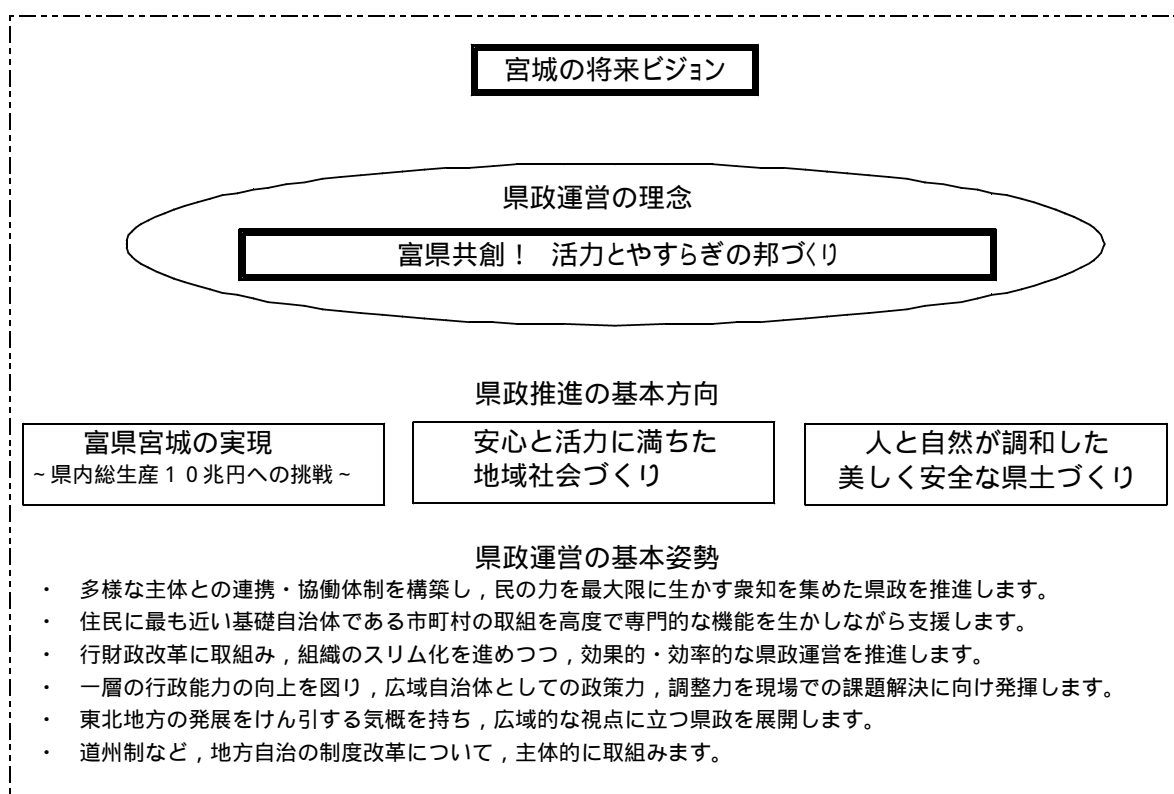 宮城の将来ビジョン
県政運営の理念
富県共創！ 活力とやすらぎの邦づくり
県政推進の基本方向
富県宮城の実現
~県内総生産１０兆円への挑戦~
安心と活力に満ちた
地域社会づくり
人と自然が調和した
美しく安全な県土づくり
県政運営の基本姿勢
・ 多様な主体との連携・協働体制を構築し，民の力を最大限に生かす衆知を集めた県政を推進します。
・ 住民に最も近い基礎自治体である市町村の取組を高度で専門的な機能を生かしながら支援します。
・ 行財政改革に取組み，組織のスリム化を進めつつ，効果的・効率的な県政運営を推進します。
・ 一層の行政能力の向上を図り，広域自治体としての政策力，調整力を現場での課題解決に向け発揮します。
・ 東北地方の発展をけん引する気概を持ち，広域的な視点に立つ県政を展開します。
・ 道州制など，地方自治の制度改革について，主体的に取組みます。